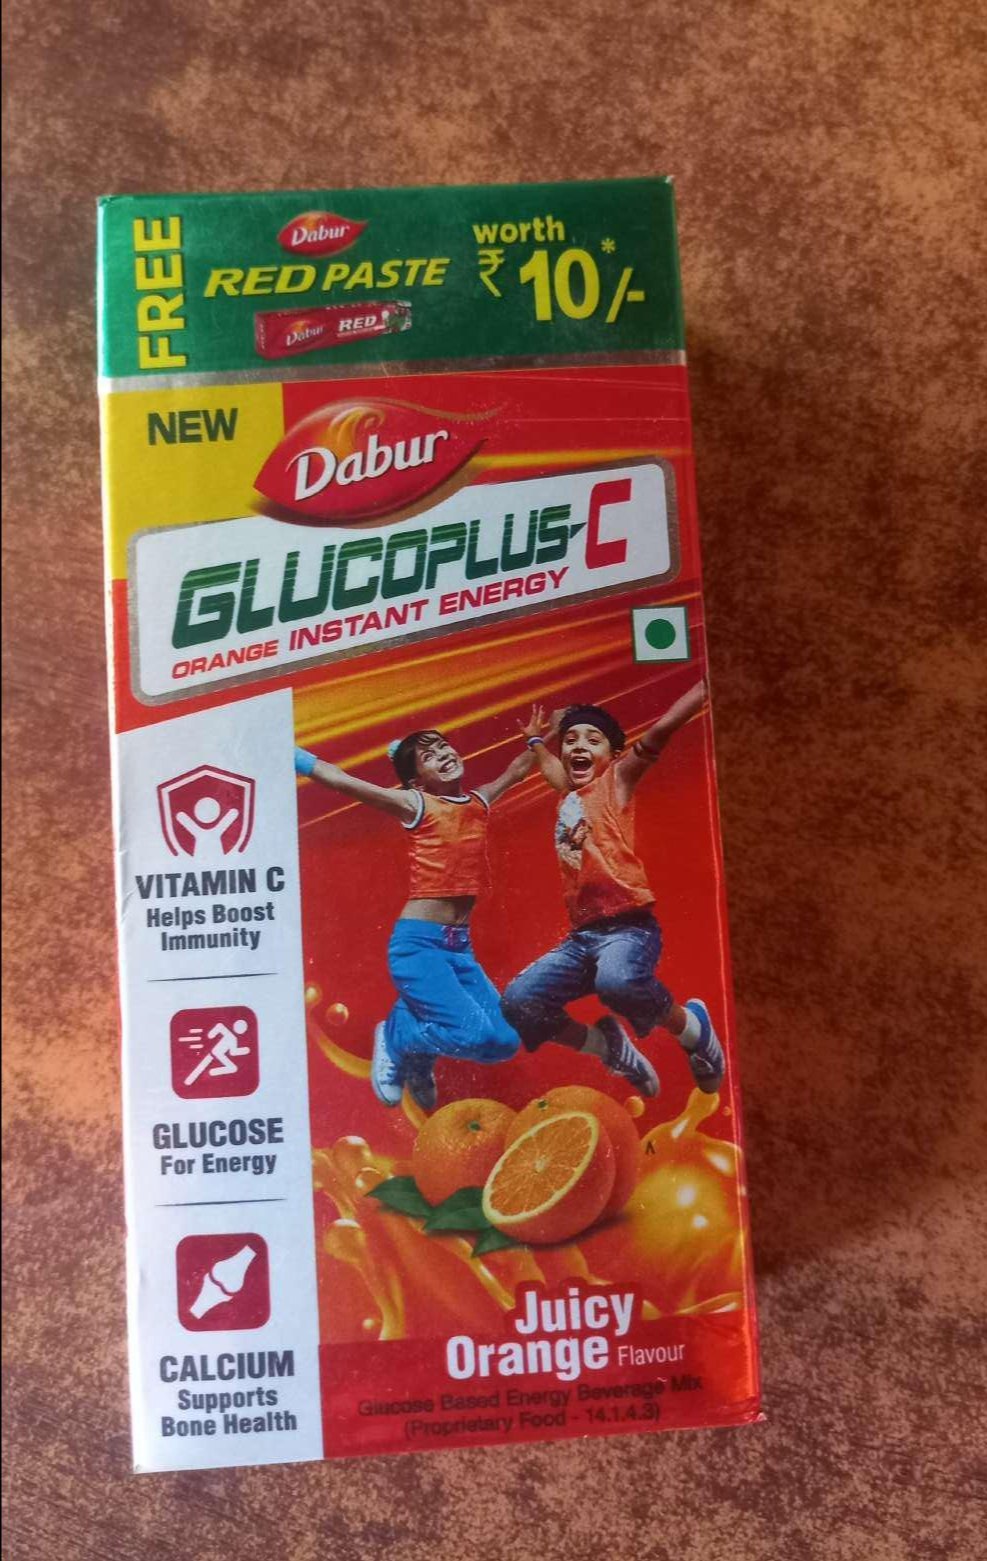 FREE
Dabur
RED PASTE
Dabur RED
worth
₹ 10/-*
NEW
Dabur
GLUCOPLUS-C
ORANGE INSTANT ENERGY
VITAMIN C
Helps Boost
Immunity
GLUCOSE
For Energy
CALCIUM
Supports
Bone Health
Juicy
Orange Flavour
Glucose Based Energy Beverage Mix
(Proprietary Food - 14.1.4.3)